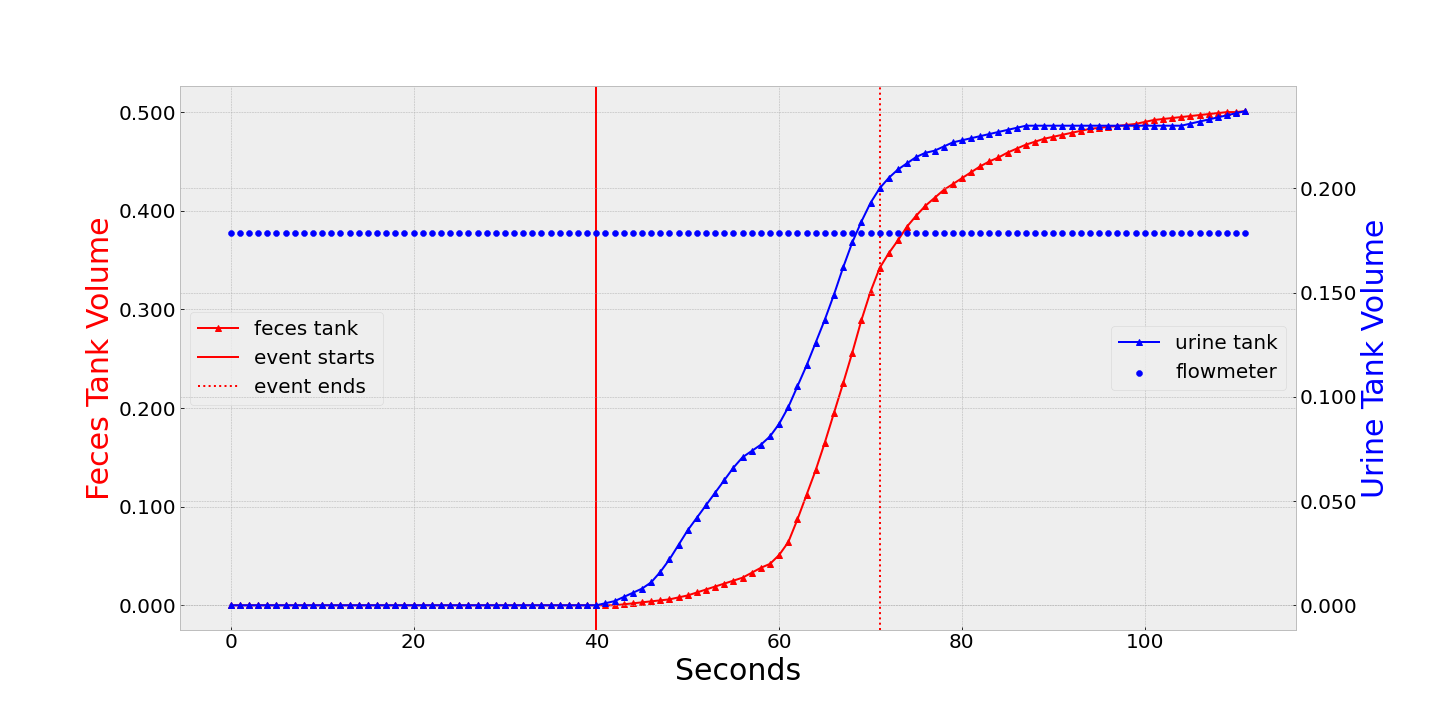 0.500
0.400
0.300
0.200
0.100
0.000
Feces Tank Volume
feces tank
event starts
event ends
urine tank
flowmeter
0.200
0.150
0.100
0.050
0.000
Urine Tank Volume
0 20 40 60 80 100
Seconds